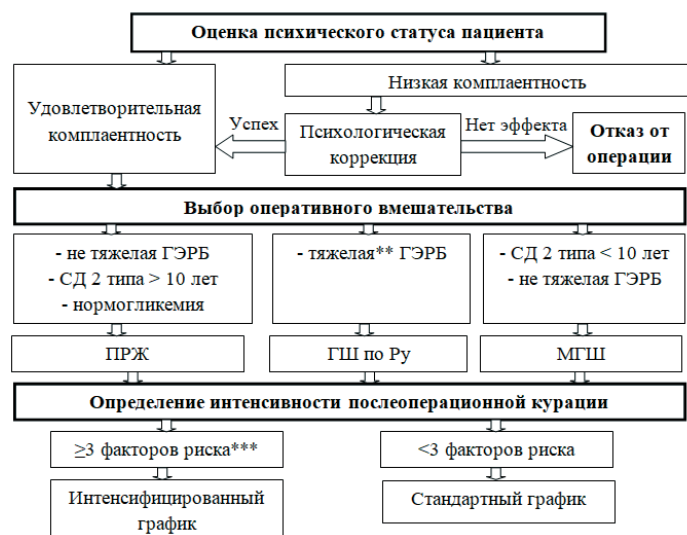 Оценка психического статуса пациента
Удовлетворительная
комплаентность
Низкая комплаентность
Успех
Психологическая
коррекция
Нет эффекта
Отказ от
операции
Выбор оперативного вмешательства
- не тяжелая ГЭРБ
- СД 2 типа > 10 лет
- нормогликемия
- тяжелая** ГЭРБ
- СД 2 типа < 10 лет
- не тяжелая ГЭРБ
ПРЖ
ГШ по Ру
МГШ
Определение интенсивности послеоперационной курации
≥3 факторов риска***
<3 факторов риска
Интенсифицированный
график
Стандартный график